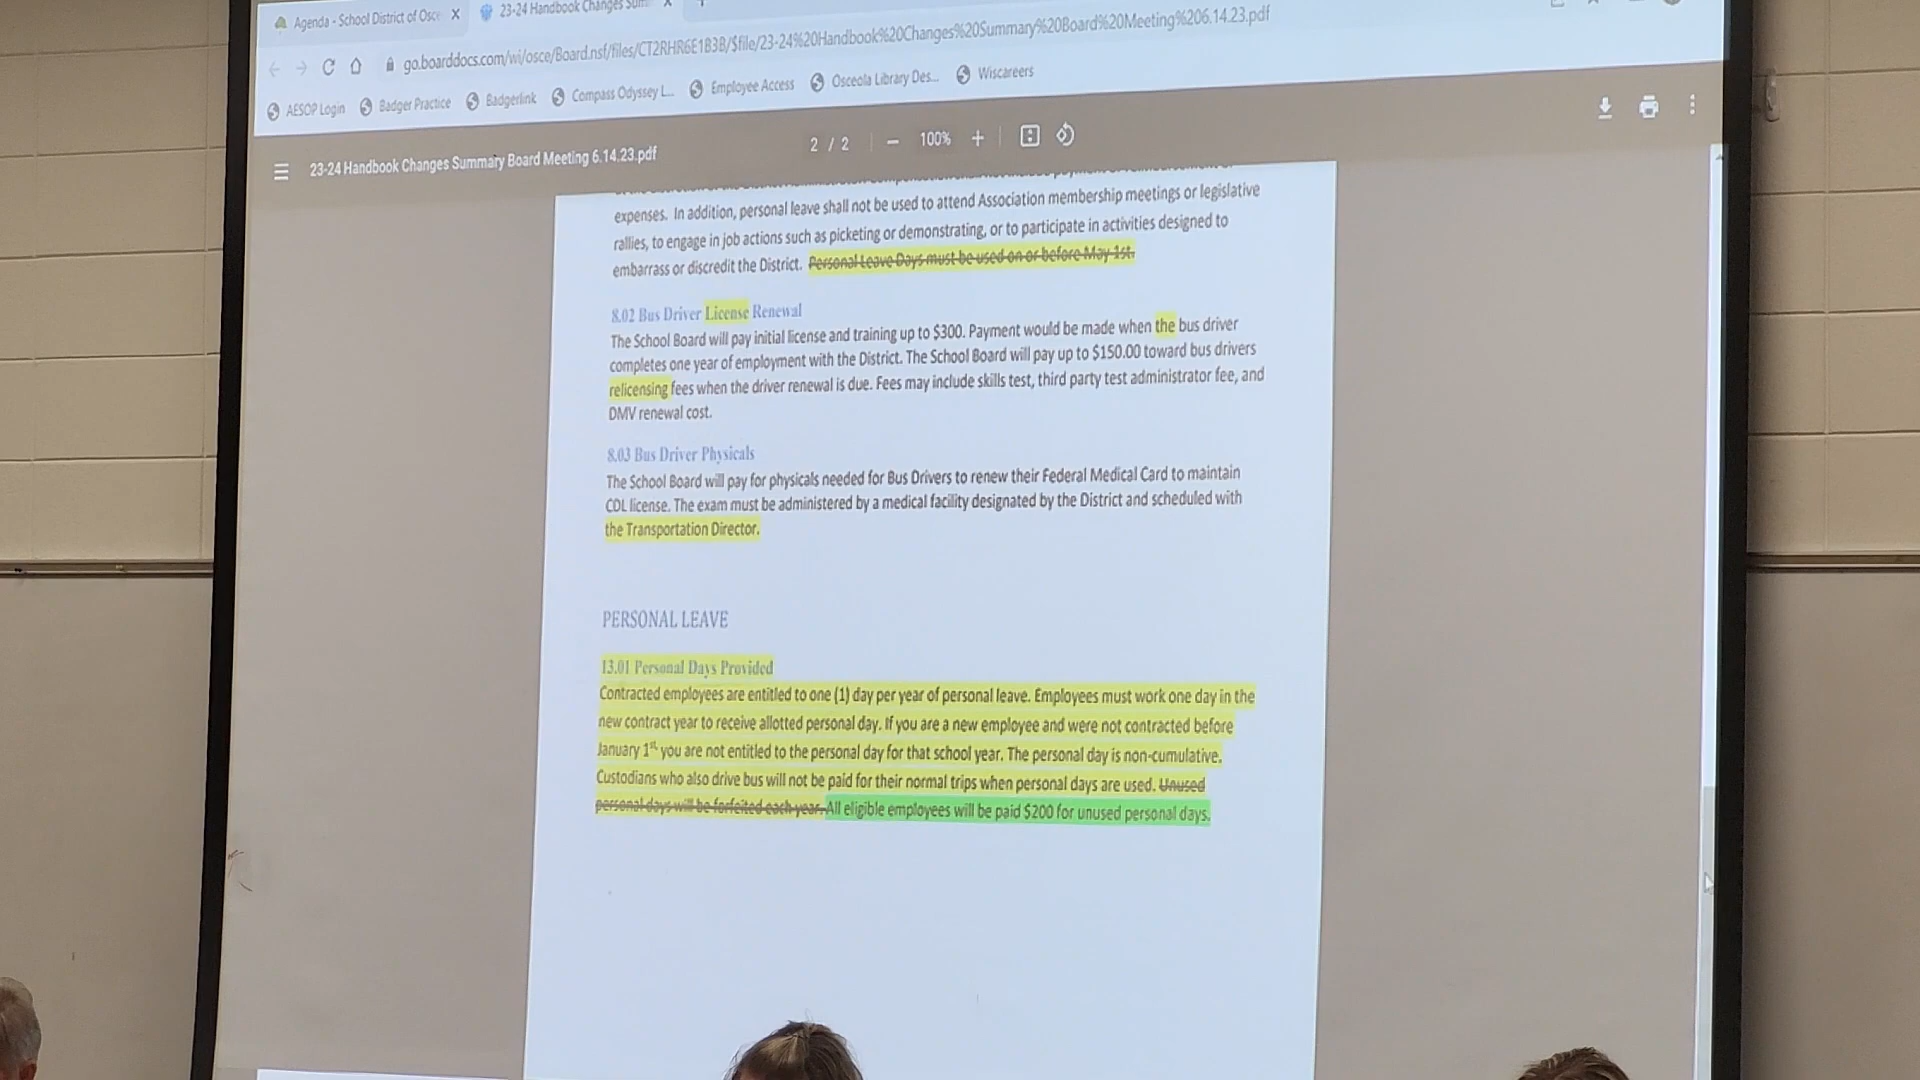 Agenda - School District of Osce X
23-24 Handbook Changes Sum X
go.boarddocs.com/wi/osce/Board.nsf/files/CT2RHR6E1B3B/$file/23-24%20Handbook%20Changes%20Summary%20Board%20Meeting%206.14.23.pdf
AESOP Login Badger Practice Badgerlink Compass Odyssey L... Employee Access Osceola Library Des... Wiscareers
23-24 Handbook Changes Summary Board Meeting 6.14.23.pdf
2 / 2 − 100% +
expenses. In addition, personal leave shall not be used to attend Association membership meetings or legislative
rallies, to engage in job actions such as picketing or demonstrating, or to participate in activities designed to
embarrass or discredit the District. Personal Leave Days must be used on or before May 1st.
8.02 Bus Driver License Renewal
The School Board will pay initial license and training up to $300. Payment would be made when the bus driver
completes one year of employment with the District. The School Board will pay up to $150.00 toward bus drivers
relicensing fees when the driver renewal is due. Fees may include skills test, third party test administrator fee, and
DMV renewal cost.
8.03 Bus Driver Physicals
The School Board will pay for physicals needed for Bus Drivers to renew their Federal Medical Card to maintain
CDL license. The exam must be administered by a medical facility designated by the District and scheduled with
the Transportation Director.
PERSONAL LEAVE
13.01 Personal Days Provided
Contracted employees are entitled to one (1) day per year of personal leave. Employees must work one day in the
new contract year to receive allotted personal day. If you are a new employee and were not contracted before
January 1st, you are not entitled to the personal day for that school year. The personal day is non-cumulative.
Custodians who also drive bus will not be paid for their normal trips when personal days are used. Unused
personal days will be forfeited each year. All eligible employees will be paid $200 for unused personal days.